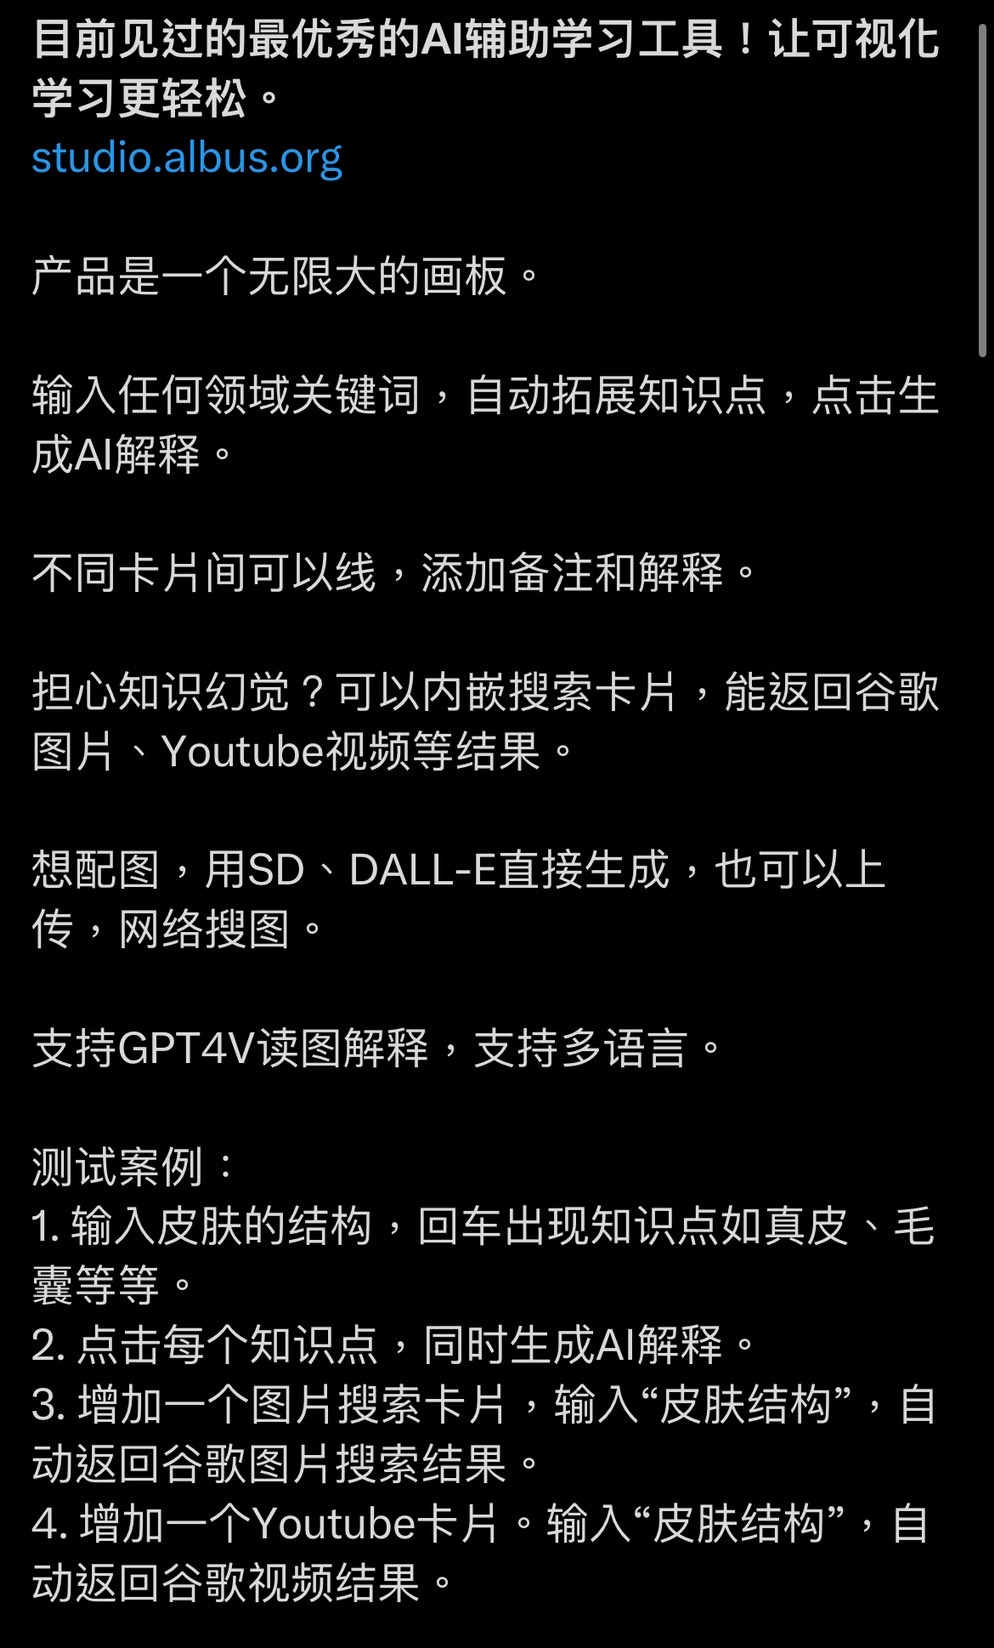 目前见过的最优秀的AI辅助学习工具！让可视化
学习更轻松。
studio.albus.org
产品是一个无限大的画板。
输入任何领域关键词，自动拓展知识点，点击生
成AI解释。
不同卡片间可以线，添加备注和解释。
担心知识幻觉？可以内嵌搜索卡片，能返回谷歌
图片、Youtube视频等结果。
想配图，用SD、DALL-E直接生成，也可以上
传，网络搜图。
支持GPT4V读图解释，支持多语言。
测试案例：
1. 输入皮肤的结构，回车出现知识点如真皮、毛
囊等等。
2. 点击每个知识点，同时生成AI解释。
3. 增加一个图片搜索卡片，输入“皮肤结构”，自
动返回谷歌图片搜索结果。
4. 增加一个Youtube卡片。输入“皮肤结构”，自
动返回谷歌视频结果。